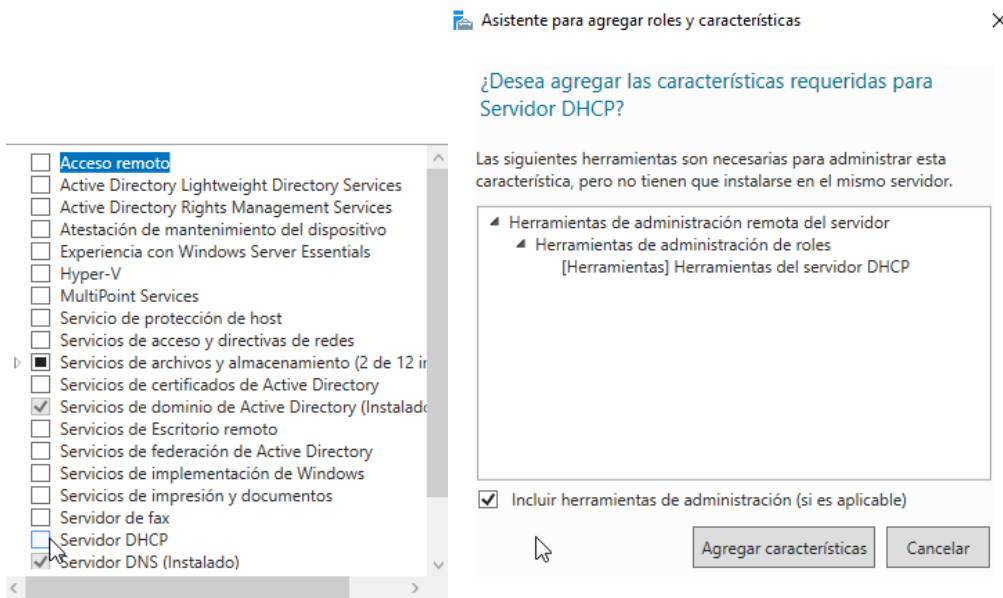 Asistente para agregar roles y características
¿Desea agregar las características requeridas para
Servidor DHCP?
Las siguientes herramientas son necesarias para administrar esta
característica, pero no tienen que instalarse en el mismo servidor.
Herramientas de administración remota del servidor
Herramientas de administración de roles
[Herramientas] Herramientas del servidor DHCP
Incluir herramientas de administración (si es aplicable)
Agregar características
Cancelar
Acceso remoto
Active Directory Lightweight Directory Services
Active Directory Rights Management Services
Atestación de mantenimiento del dispositivo
Experiencia con Windows Server Essentials
Hyper-V
MultiPoint Services
Servicio de protección de host
Servicios de acceso y directivas de redes
Servicios de archivos y almacenamiento (2 de 12 in
Servicios de certificados de Active Directory
Servicios de dominio de Active Directory (Instalado
Servicios de Escritorio remoto
Servicios de federación de Active Directory
Servicios de implementación de Windows
Servicios de impresión y documentos
Servidor de fax
Servidor DHCP
Servidor DNS (Instalado)